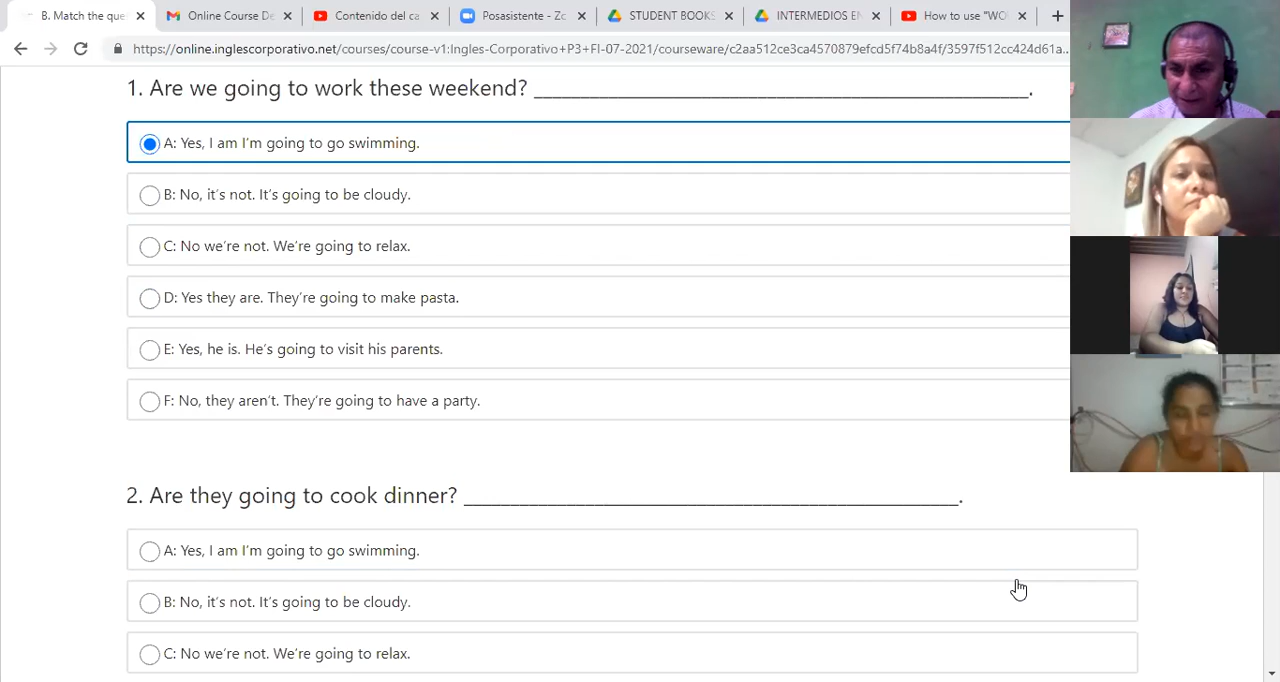 B. Match the que
Online Course De
Contenido del ca
Posasistente - Zo
STUDENT BOOKS
INTERMEDIOS EN
How to use "WO
https://online.inglescorporativo.net/courses/course-v1:Ingles-Corporativo+P3+FI-07-2021/courseware/c2aa512ce3ca4570879efcd5f74b8a4f/3597f512cc424d61a...
1. Are we going to work these weekend? ______________________________________________.
A: Yes, I am I'm going to go swimming.
B: No, it's not. It's going to be cloudy.
C: No we're not. We're going to relax.
D: Yes they are. They're going to make pasta.
E: Yes, he is. He's going to visit his parents.
F: No, they aren't. They're going to have a party.
2. Are they going to cook dinner? ______________________________________________.
A: Yes, I am I'm going to go swimming.
B: No, it's not. It's going to be cloudy.
C: No we're not. We're going to relax.